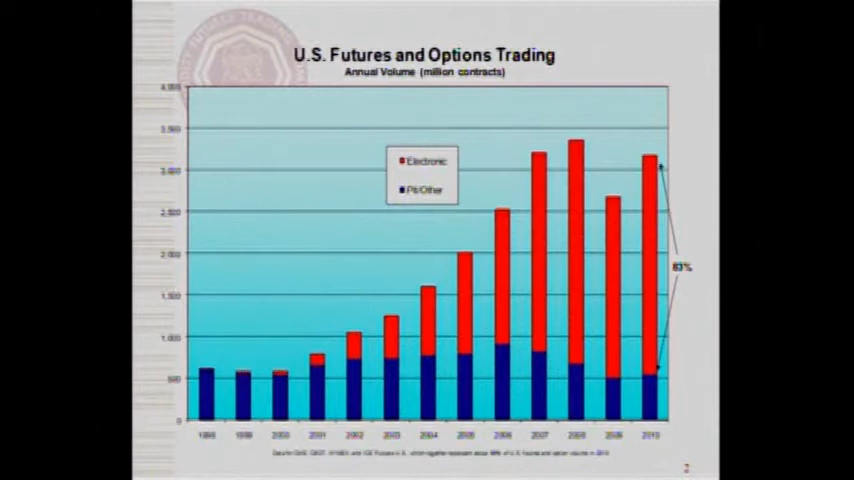 U.S. Futures and Options Trading
Annual Volume (million contracts)
4,000
3,500
3,000
2,500
2,000
1,500
1,000
500
0
Electronic
Pit/Other
83%
1998 1999 2000 2001 2002 2003 2004 2005 2006 2007 2008 2009 2010
2